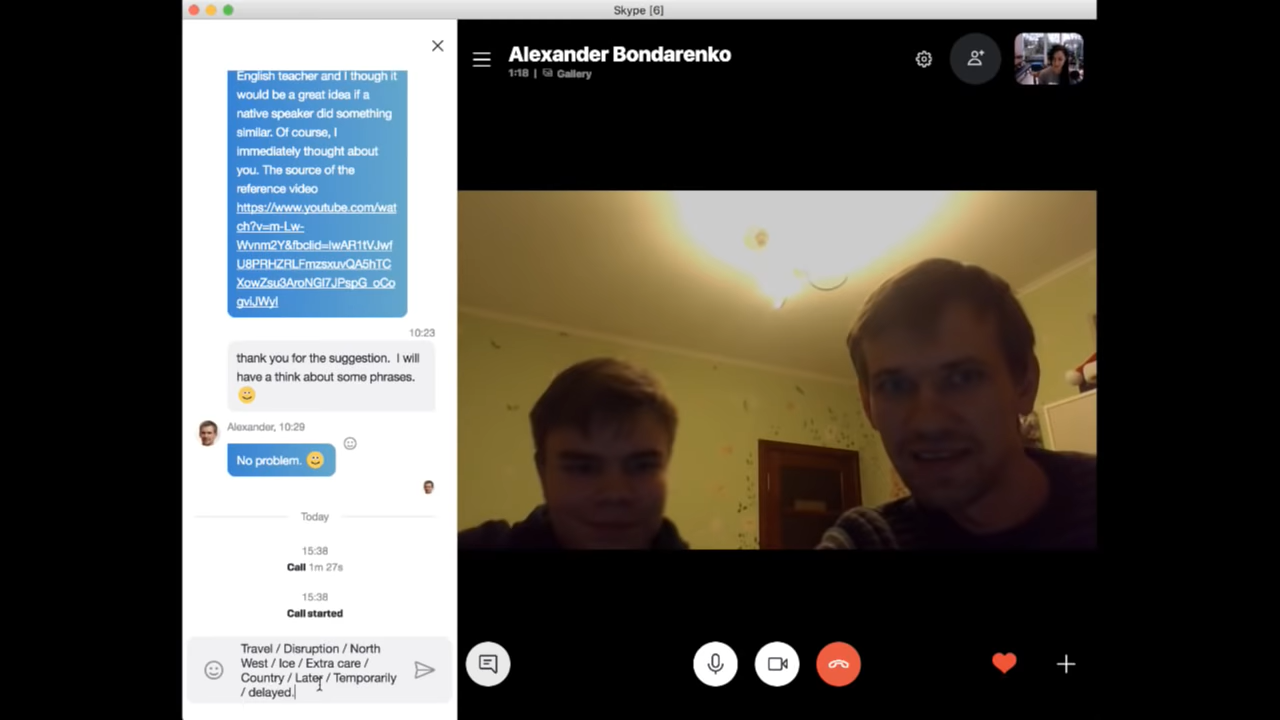 Skype [6]
English teacher and I though it
would be a great idea if a
native speaker did something
similar. Of course, I
immediately thought about
you. The source of the
reference video
https://www.youtube.com/wat
ch?v=m-Lw-
Wvnm2Y&fbclid=IwAR1tVJwf
U8PRHZRLFmzsxuvQA5hTC
XowZsu3AroNGI7JPspG_oCo
gviJWyI
10:23
thank you for the suggestion. I will
have a think about some phrases.
Alexander, 10:29
No problem.
Today
15:38
Call 1m 27s
15:38
Call started
Travel / Disruption / North
West / Ice / Extra care /
Country / Later / Temporarily
/ delayed.
Alexander Bondarenko
1:18 | Gallery